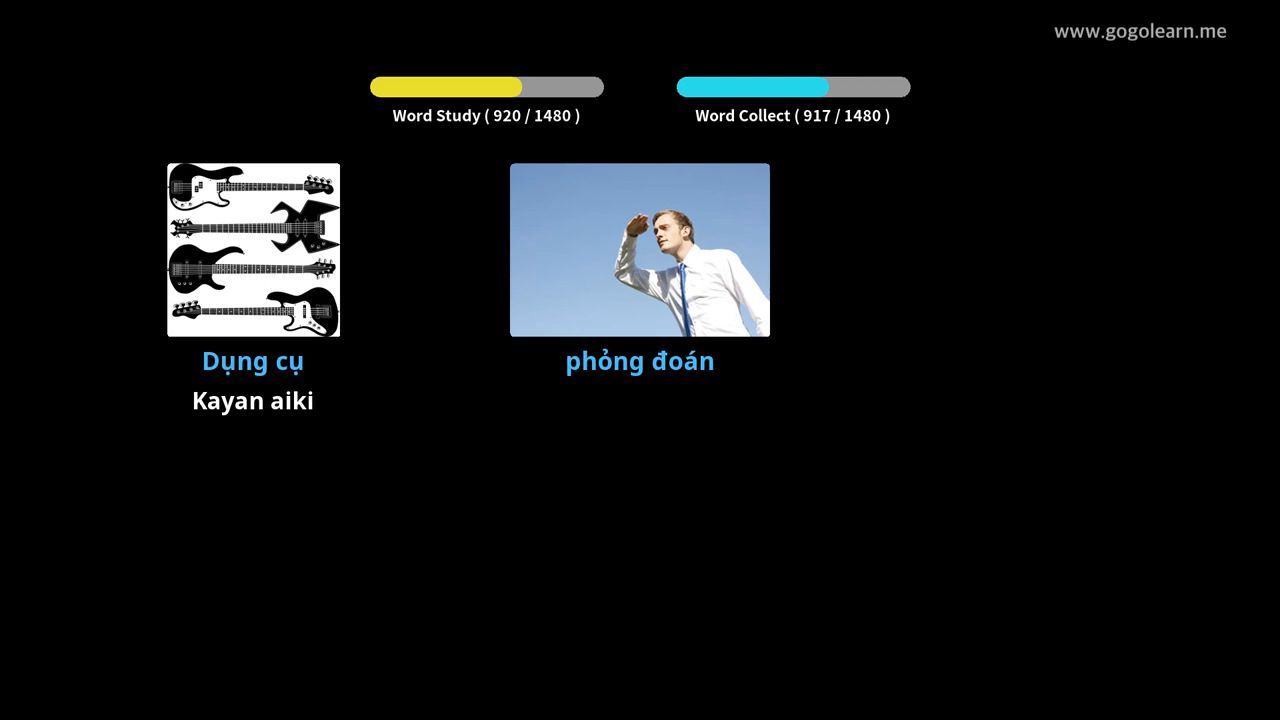 www.gogolearn.me
Word Study ( 920 / 1480 )
Word Collect ( 917 / 1480 )
Dụng cụ
Kayan aiki
phỏng đoán